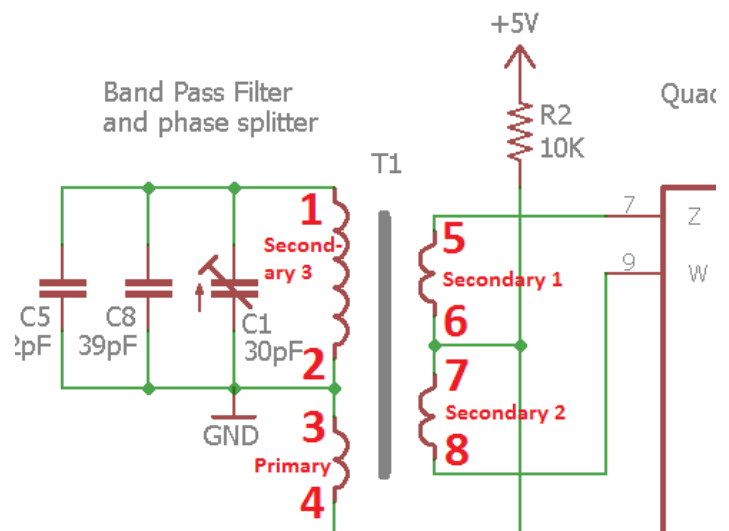 +5V
Band Pass Filter
and phase splitter
Quad
R2
10K
T1
1
Second-
ary 3
2
3
Primary
4
5
Secondary 1
6
7
Secondary 2
8
7
Z
9
W
C5
2pF
C8
39pF
C1
30pF
GND